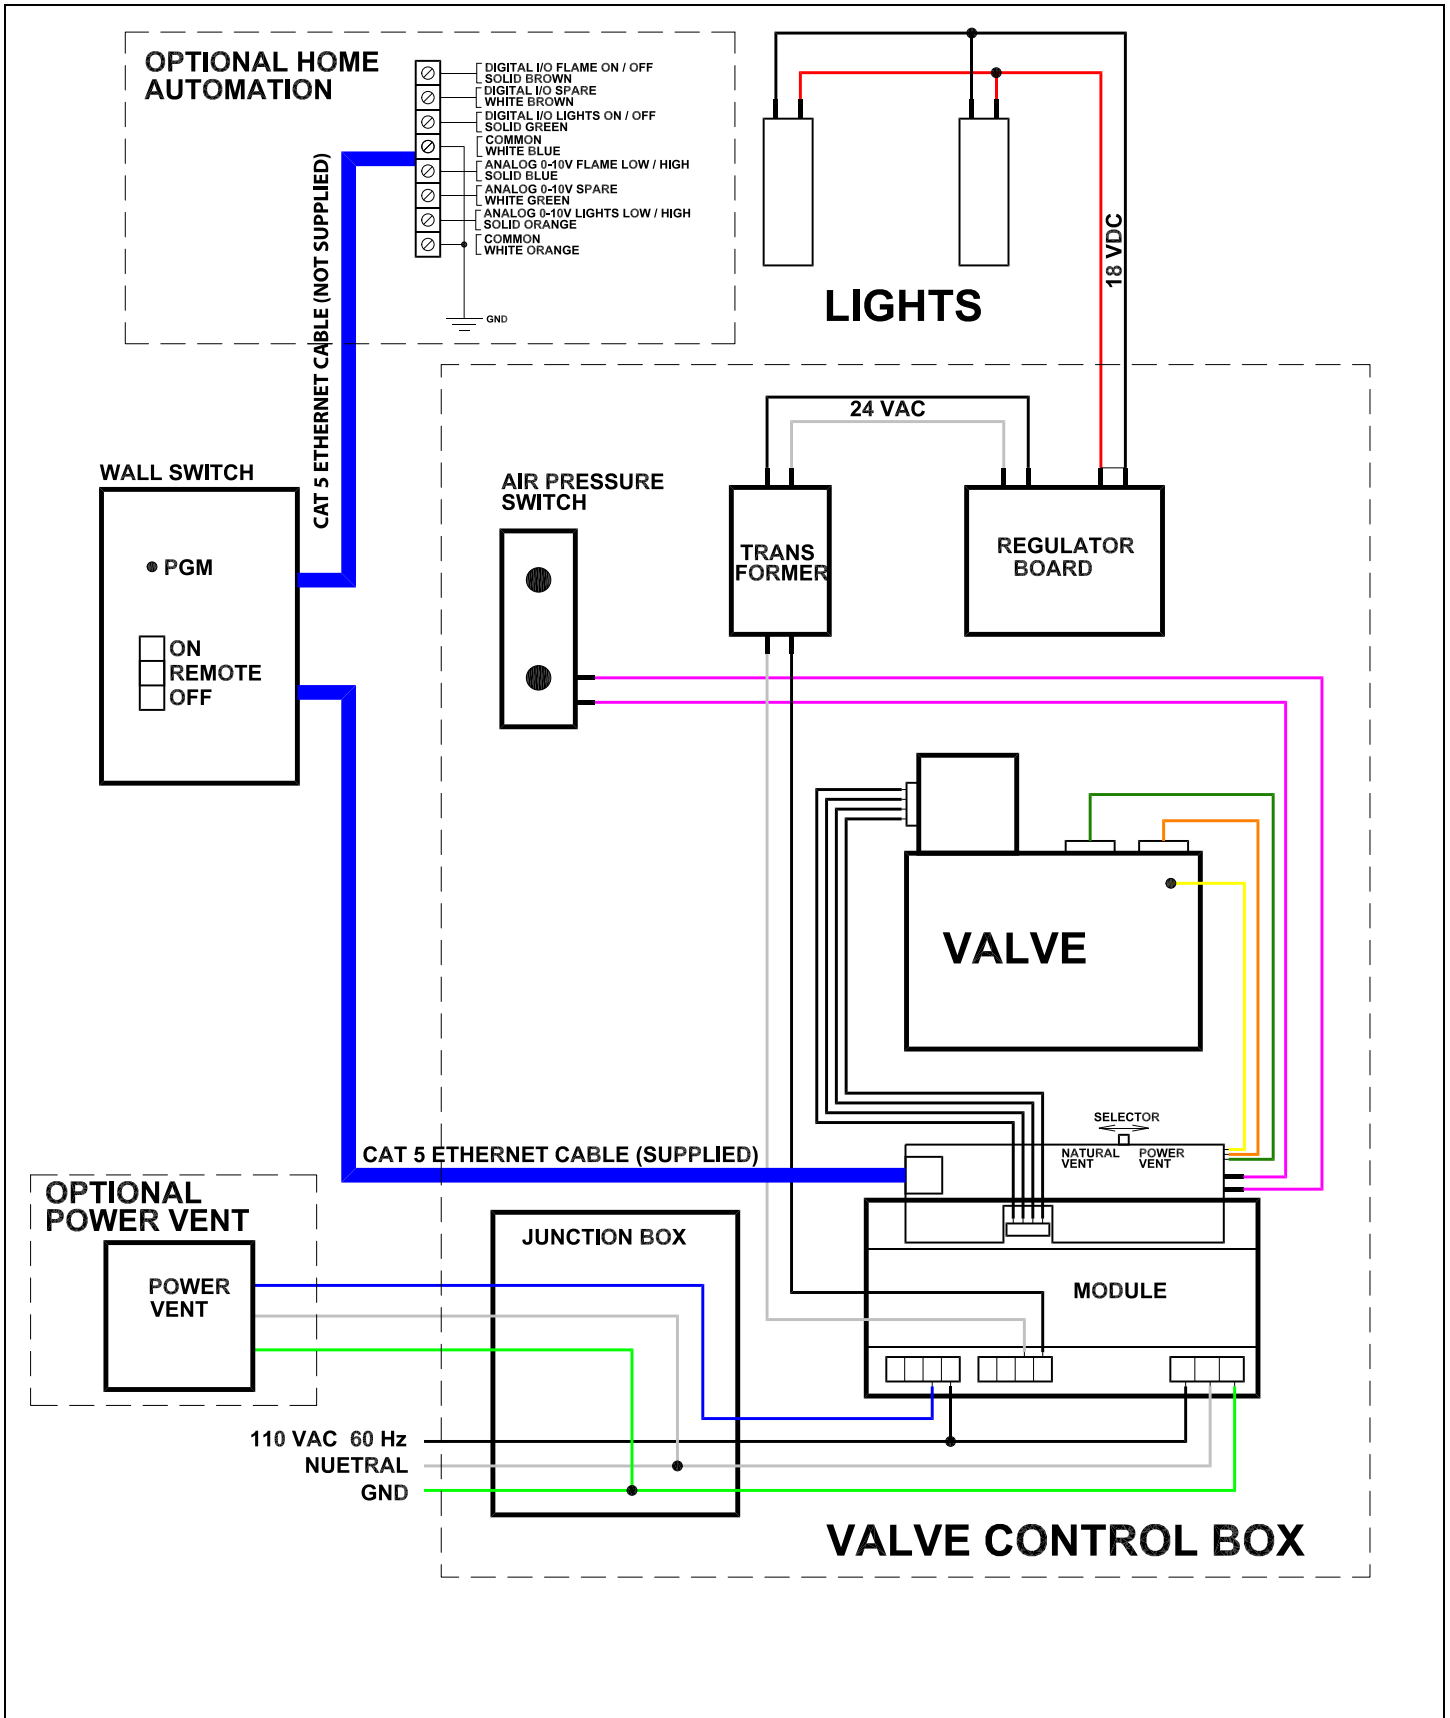 OPTIONAL HOME
AUTOMATION
DIGITAL I/O FLAME ON / OFF
SOLID BROWN
DIGITAL I/O SPARE
WHITE BROWN
DIGITAL I/O LIGHTS ON / OFF
SOLID GREEN
COMMON
WHITE BLUE
ANALOG 0-10V FLAME LOW / HIGH
SOLID BLUE
ANALOG 0-10V SPARE
WHITE GREEN
ANALOG 0-10V LIGHTS LOW / HIGH
SOLID ORANGE
COMMON
WHITE ORANGE
GND
CAT 5 ETHERNET CABLE (NOT SUPPLIED)
LIGHTS
18 VDC
24 VAC
WALL SWITCH
PGM
ON
REMOTE
OFF
AIR PRESSURE
SWITCH
TRANS
FORMER
REGULATOR
BOARD
VALVE
SELECTOR
NATURAL
VENT
POWER
VENT
CAT 5 ETHERNET CABLE (SUPPLIED)
OPTIONAL
POWER VENT
POWER
VENT
JUNCTION BOX
MODULE
110 VAC 60 Hz
NUETRAL
GND
VALVE CONTROL BOX